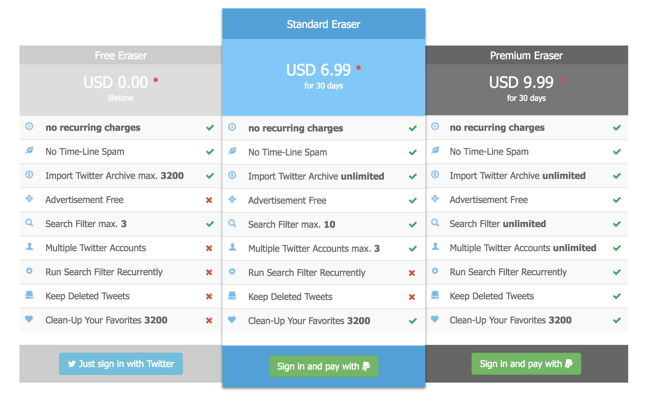 Free Eraser
USD 0.00 *
lifetime
no recurring charges
No Time-Line Spam
Import Twitter Archive max. 3200
Advertisement Free
Search Filter max. 3
Multiple Twitter Accounts
Run Search Filter Recurrently
Keep Deleted Tweets
Clean-Up Your Favorites 3200
Just sign in with Twitter
Standard Eraser
USD 6.99 *
for 30 days
no recurring charges
No Time-Line Spam
Import Twitter Archive unlimited
Advertisement Free
Search Filter max. 10
Multiple Twitter Accounts max. 3
Run Search Filter Recurrently
Keep Deleted Tweets
Clean-Up Your Favorites 3200
Sign in and pay with
Premium Eraser
USD 9.99 *
for 30 days
no recurring charges
No Time-Line Spam
Import Twitter Archive unlimited
Advertisement Free
Search Filter unlimited
Multiple Twitter Accounts unlimited
Run Search Filter Recurrently
Keep Deleted Tweets
Clean-Up Your Favorites 3200
Sign in and pay with